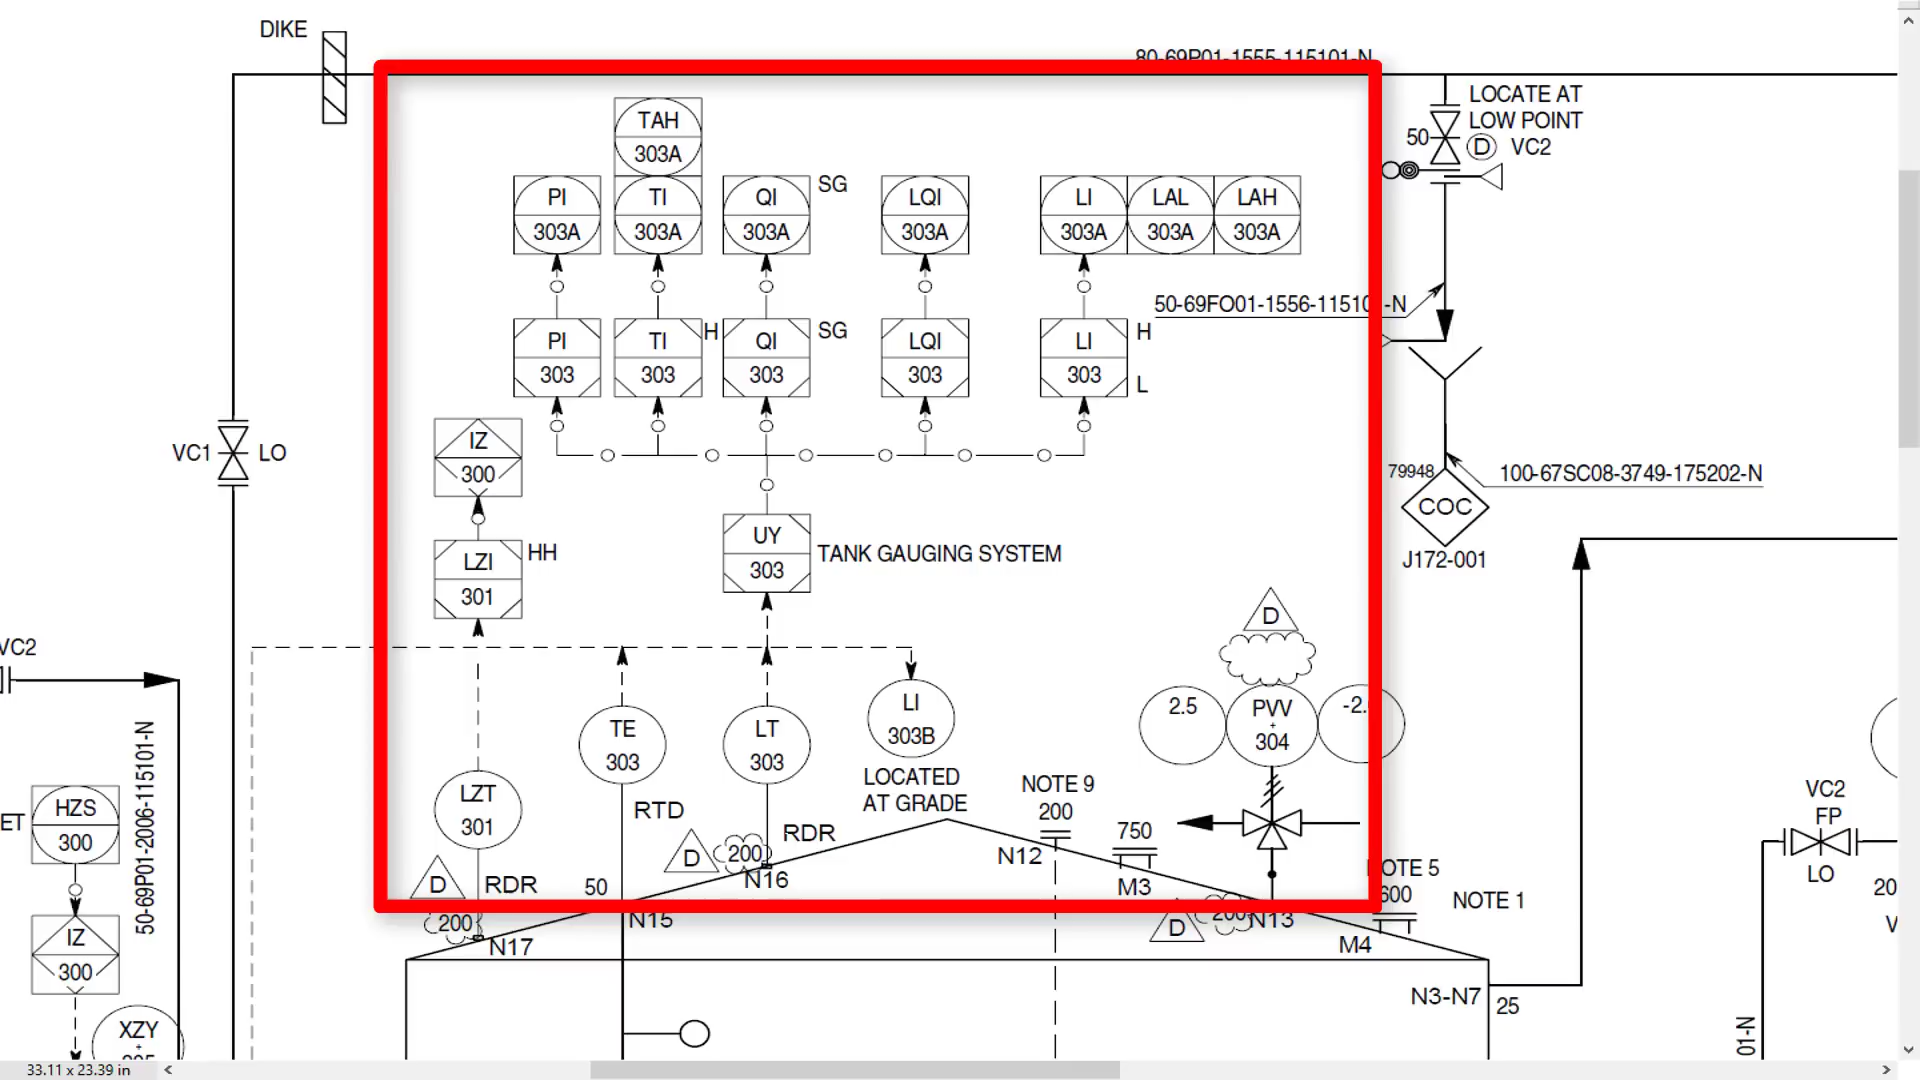 DIKE
80-69P01-1555-115101-N
LOCATE AT
LOW POINT
50
D
VC2
TAH
303A
PI
303A
TI
303A
QI
303A
SG
LQI
303A
LI
303A
LAL
303A
LAH
303A
50-69FO01-1556-11510
-N
PI
303
TI
303
H
QI
303
SG
LQI
303
LI
303
H
L
VC1
LO
IZ
300
79948
100-67SC08-3749-175202-N
COC
J172-001
LZI
301
HH
UY
303
TANK GAUGING SYSTEM
D
VC2
TE
303
LT
303
LI
303B
LOCATED
AT GRADE
2.5
PVV
+
304
-2.
50-69P01-2006-115101-N
LZT
301
RTD
RDR
NOTE 9
200
750
VC2
FP
LO
HZS
300
ET
D
200
N16
N12
M3
NOTE 5
600
NOTE 1
D
RDR
50
200
N17
N15
D
200
N13
M4
20
V
IZ
300
N3-N7
25
XZY
+
01-N
33.11 x 23.39 in